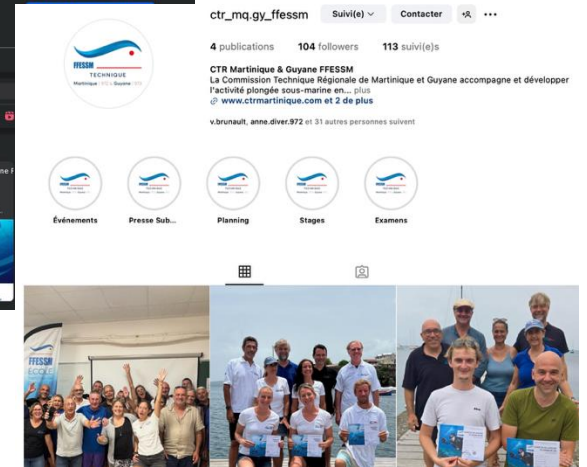 ctr_mq.gy_ffessm Suivi(e) Contacter
4 publications 104 followers 113 suivi(e)s
CTR Martinique & Guyane FFESSM
La Commission Technique Régionale de Martinique et Guyane accompagne et développer
l'activité plongée sous-marine en... plus
www.ctrmartinique.com et 2 de plus
v.brunault, anne.diver.972 et 31 autres personnes suivent
FFESSM
TECHNIQUE
Martinique Guyane
Événements Presse Sub... Planning Stages Examens
FFESSM